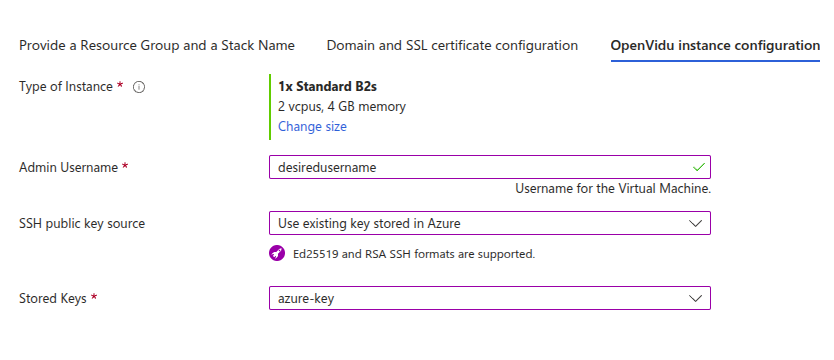 Provide a Resource Group and a Stack Name Domain and SSL certificate configuration OpenVidu instance configuration
Type of Instance *
1x Standard B2s
2 vcpus, 4 GB memory
Change size
Admin Username * desiredusername
Username for the Virtual Machine.
SSH public key source Use existing key stored in Azure
Ed25519 and RSA SSH formats are supported.
Stored Keys * azure-key